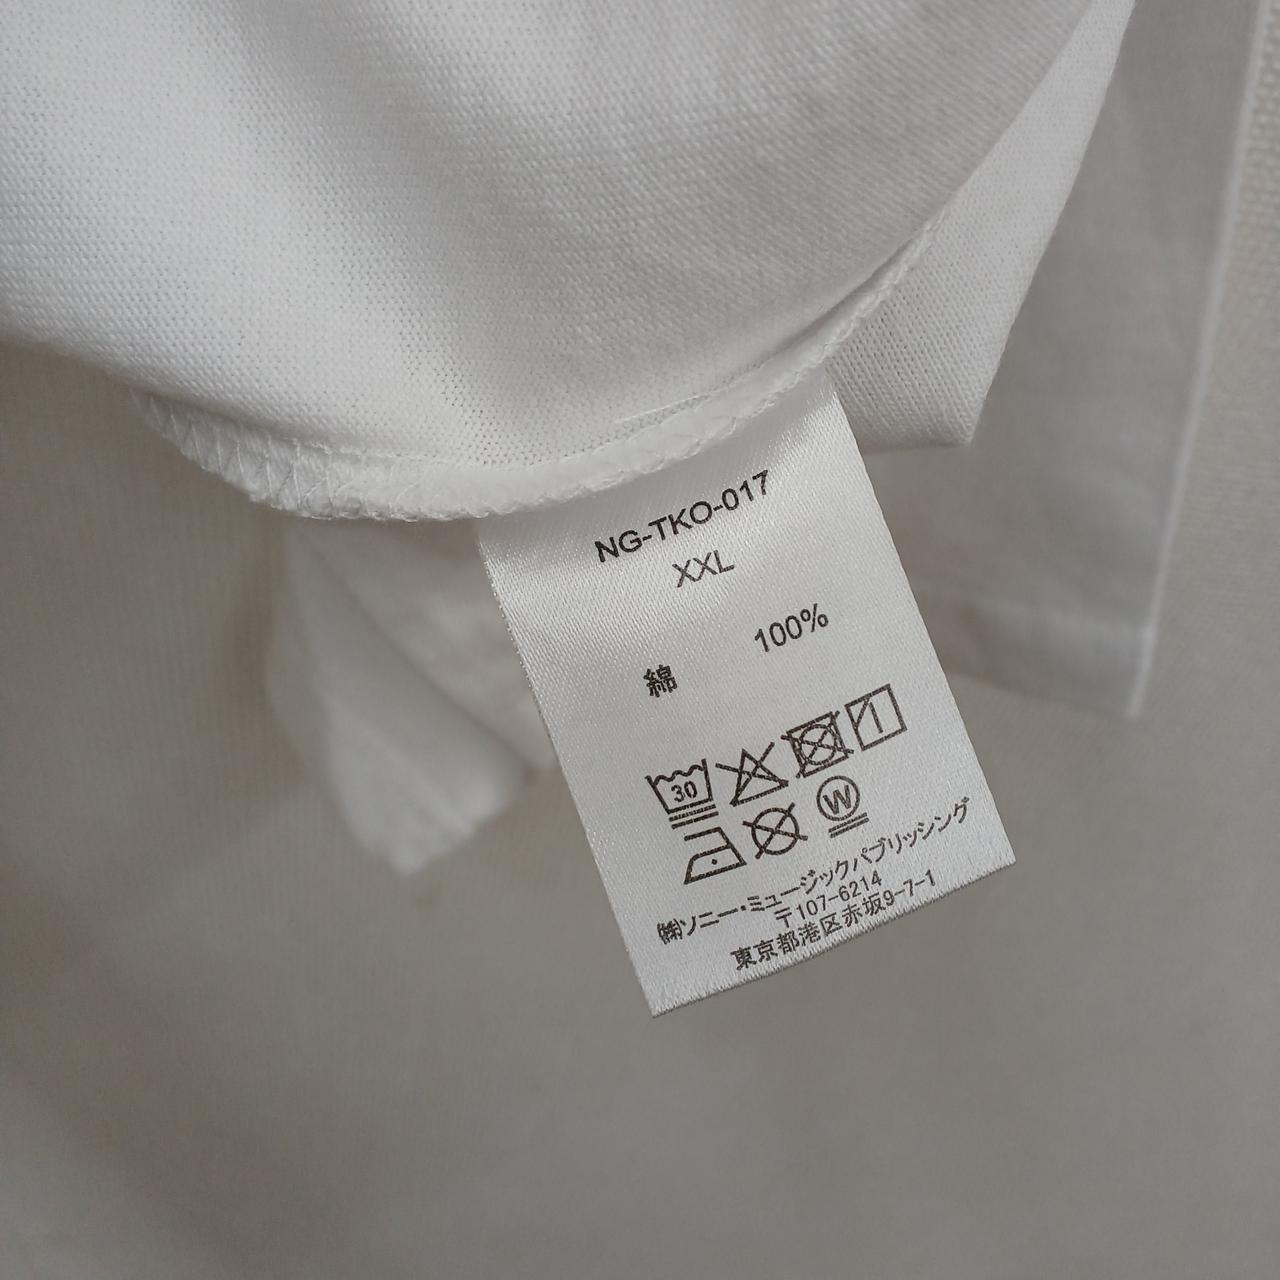 NG-TKO-017
XXL
綿 100%
30
W
㈱ソニー・ミュージックパブリッシング
〒107-6214
東京都港区赤坂9-7-1